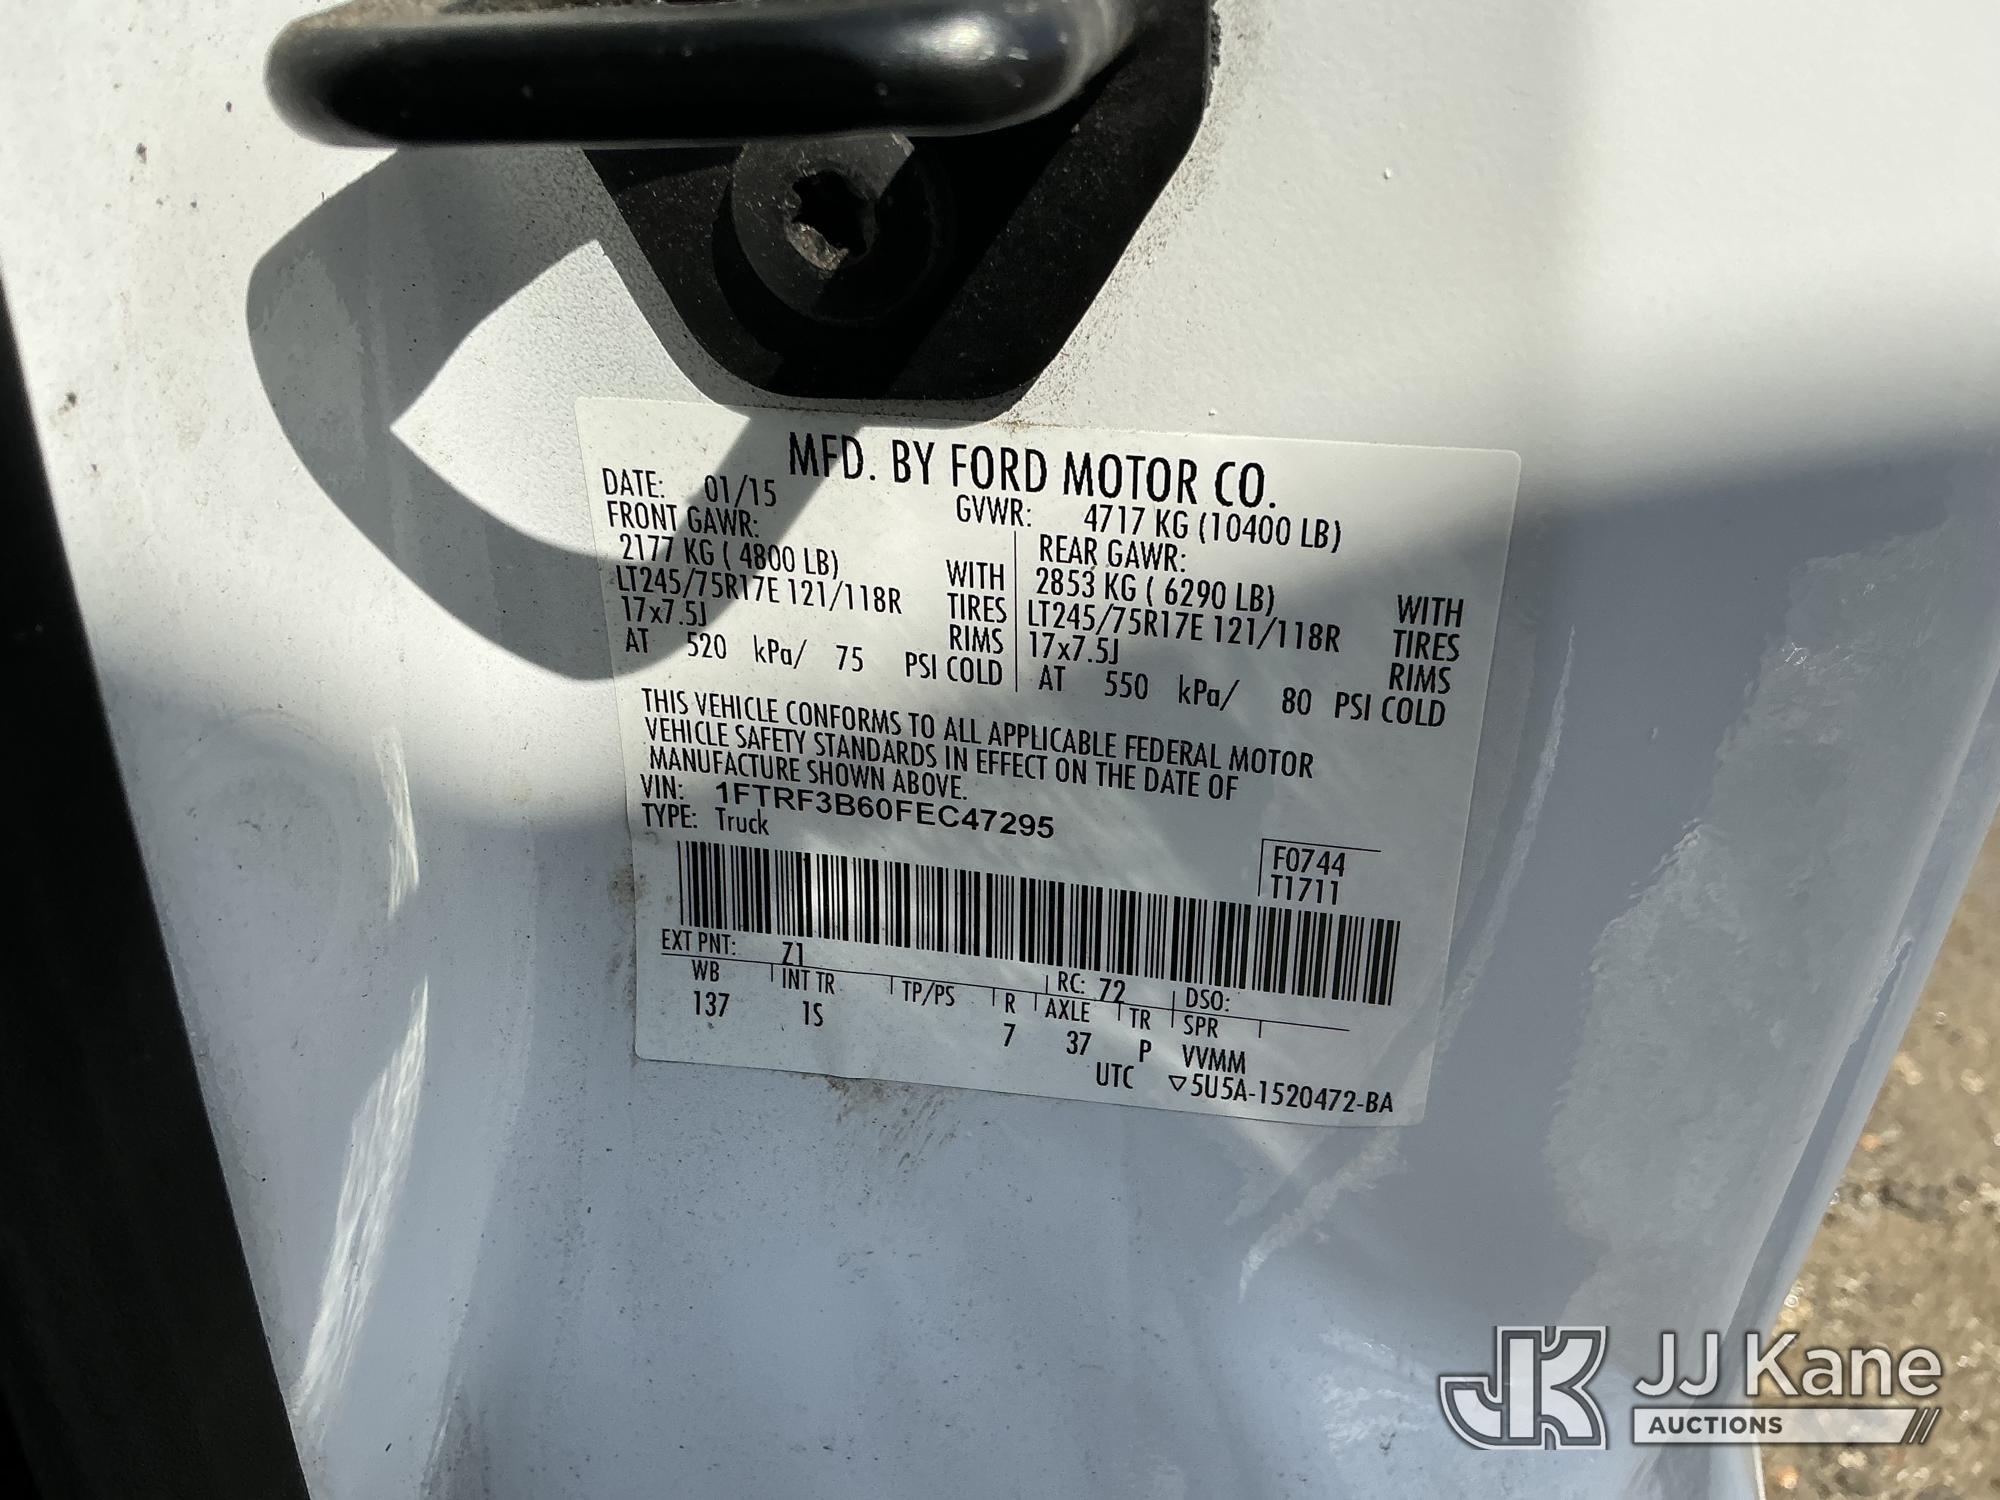 MFD. BY FORD MOTOR CO.
DATE: 01/15 GVWR: 4717 KG (10400 LB)
FRONT GAWR: REAR GAWR:
2177 KG ( 4800 LB) WITH 2853 KG ( 6290 LB) WITH
LT245/75R17E 121/118R TIRES LT245/75R17E 121/118R TIRES
17x7.5J RIMS 17x7.5J RIMS
AT 520 kPa/ 75 PSI COLD AT 550 kPa/ 80 PSI COLD
THIS VEHICLE CONFORMS TO ALL APPLICABLE FEDERAL MOTOR
VEHICLE SAFETY STANDARDS IN EFFECT ON THE DATE OF
MANUFACTURE SHOWN ABOVE.
VIN: 1FTRF3B60FEC47295
TYPE: Truck
F0744
T1711
EXT PNT: Z1 RC: 72 DSO:
WB INT TR TP/PS R AXLE TR SPR
137 1S 7 37 P VVMM
UTC ▽5U5A-1520472-BA
JK JJ Kane
AUCTIONS